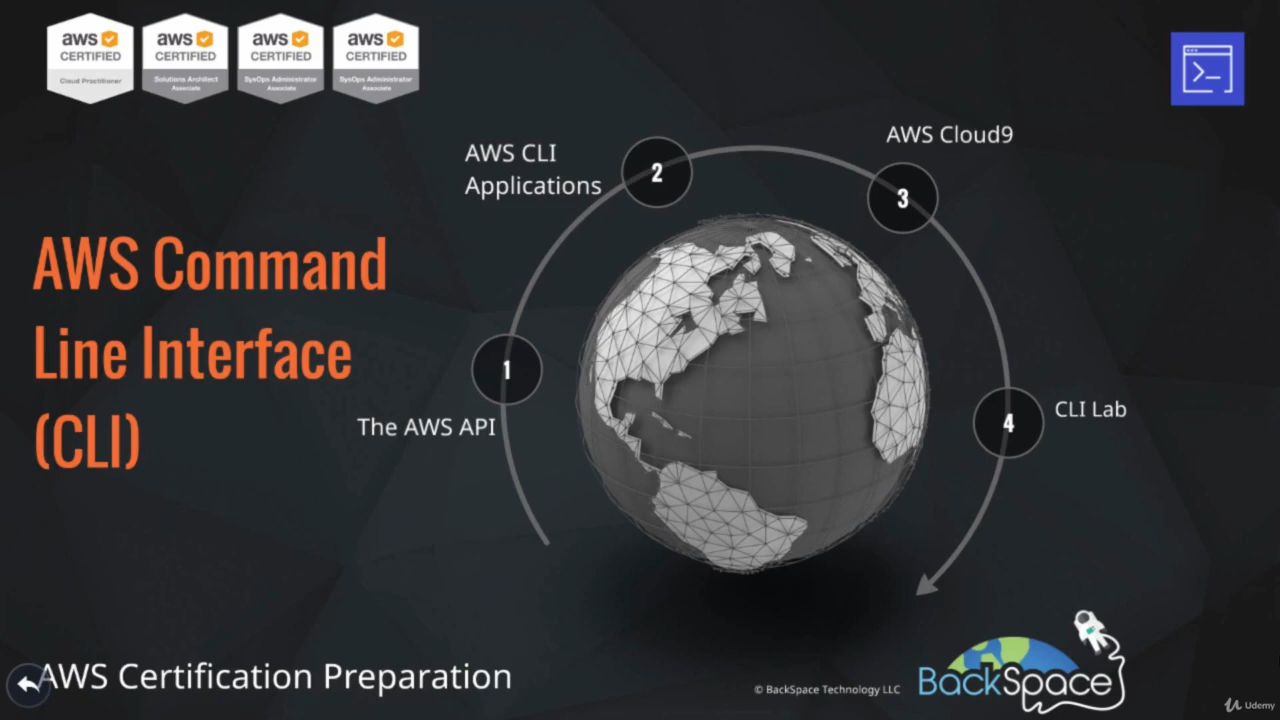 aws
CERTIFIED
Cloud Practitioner
aws
CERTIFIED
Solutions Architect
Associate
aws
CERTIFIED
SysOps Administrator
Associate
aws
CERTIFIED
SysOps Administrator
Associate
>_
AWS Command
Line Interface
(CLI)
1
The AWS API
AWS CLI
Applications
2
AWS Cloud9
3
4
CLI Lab
AWS Certification Preparation
© BackSpace Technology LLC
BackSpace
Udemy